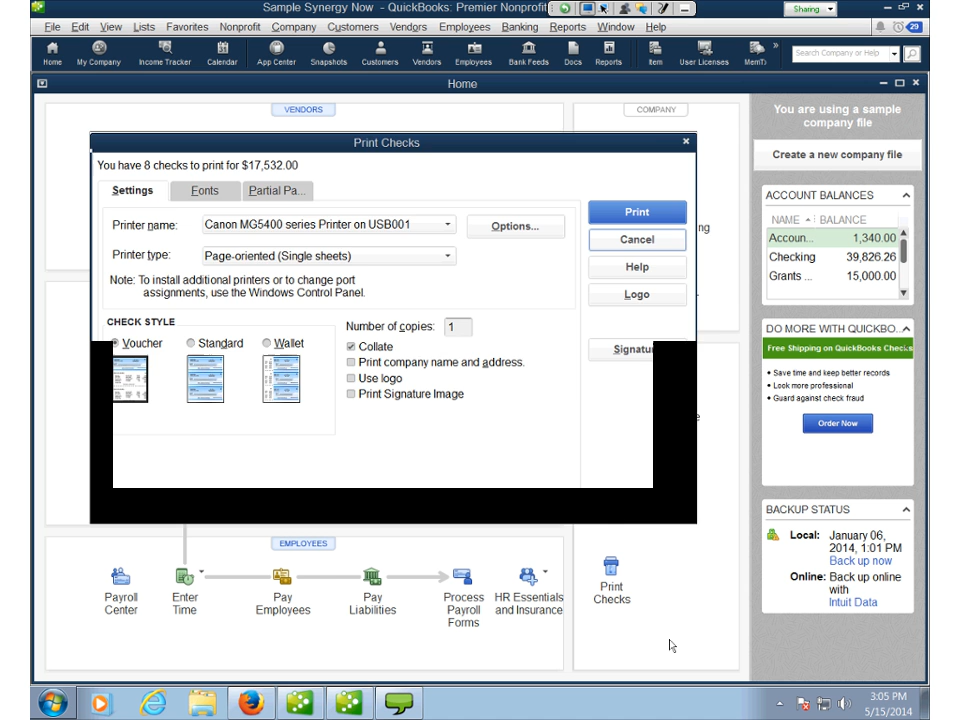 Sample Synergy Now - QuickBooks: Premier Nonprofit
Sharing
File Edit View Lists Favorites Nonprofit Company Customers Vendors Employees Banking Reports Window Help
29
Home My Company Income Tracker Calendar App Center Snapshots Customers Vendors Employees Bank Feeds Docs Reports Item User Licenses MemTi
Search Company or Help
Home
VENDORS
COMPANY
You are using a sample
company file
Create a new company file
Print Checks
You have 8 checks to print for $17,532.00
Settings Fonts Partial Pa...
Printer name: Canon MG5400 series Printer on USB001
Options...
Printer type: Page-oriented (Single sheets)
Note: To install additional printers or to change port
assignments, use the Windows Control Panel.
CHECK STYLE
Voucher Standard Wallet
Number of copies: 1
Collate
Print company name and address.
Use logo
Print Signature Image
Print
Cancel
Help
Logo
Signatu
ng
ACCOUNT BALANCES
NAME BALANCE
Accoun... 1,340.00
Checking 39,826.26
Grants ... 15,000.00
DO MORE WITH QUICKBO...
Free Shipping on QuickBooks Checks
Save time and keep better records
Look more professional
Guard against check fraud
Order Now
BACKUP STATUS
Local: January 06,
2014, 1:01 PM
Back up now
Online: Back up online
with
Intuit Data
EMPLOYEES
Payroll
Center
Enter
Time
Pay
Employees
Pay
Liabilities
Process
Payroll
Forms
HR Essentials
and Insurance
Print
Checks
3:05 PM
5/15/2014